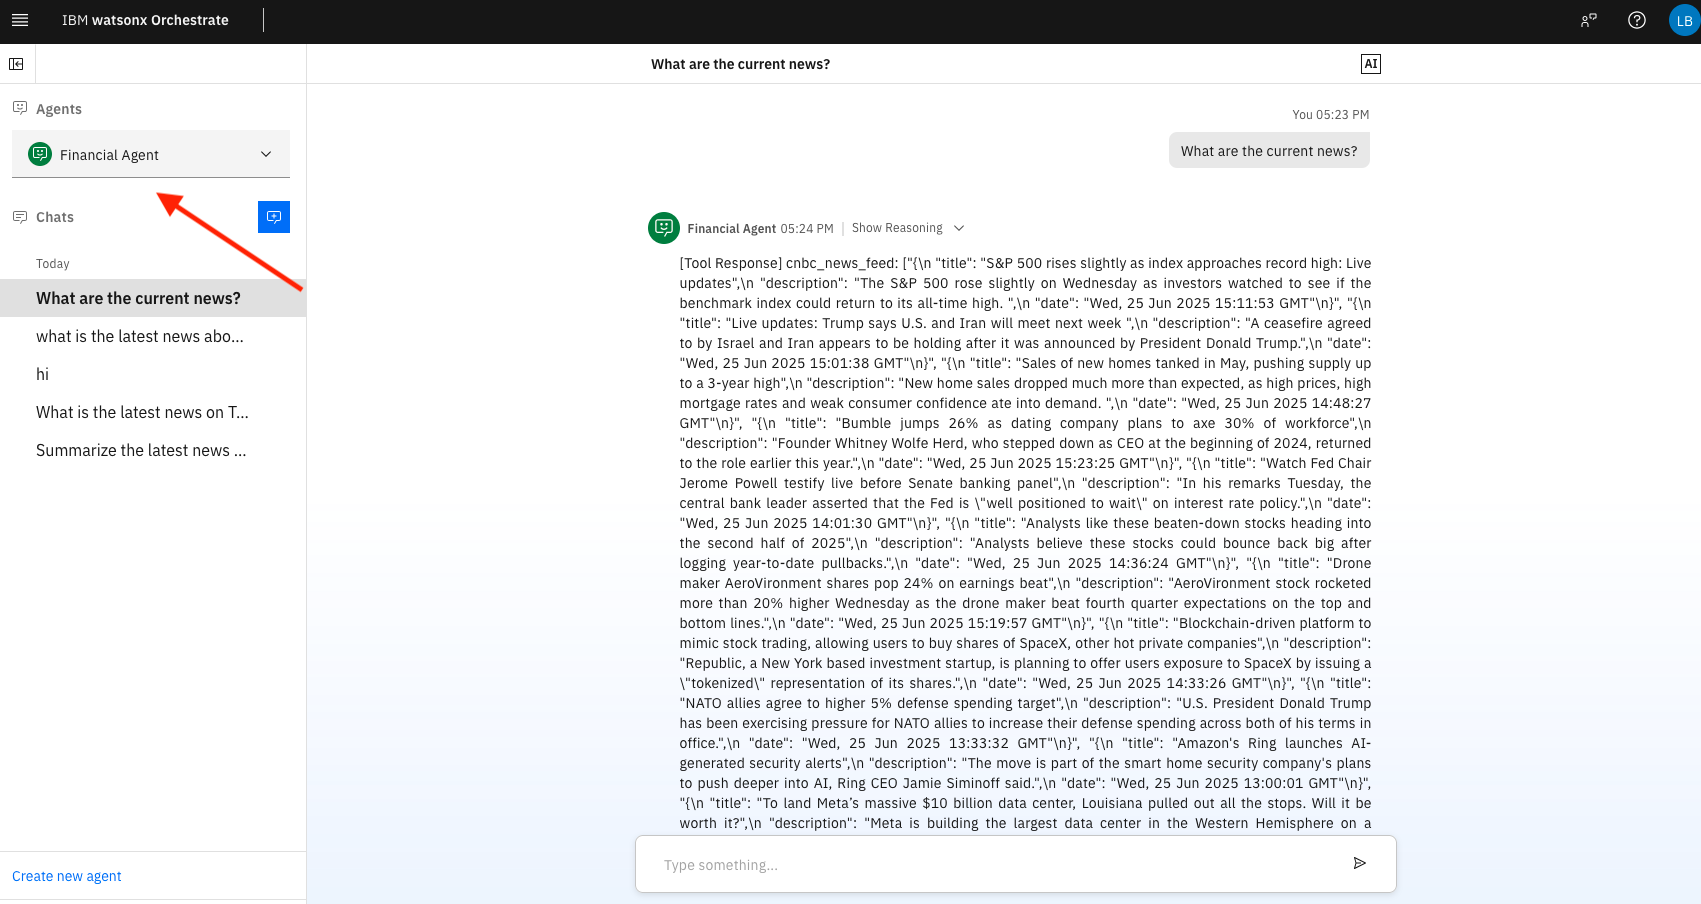 IBM watsonx Orchestrate
LB
What are the current news?
AI
Agents
Financial Agent
Chats
Today
What are the current news?
what is the latest news abo...
hi
What is the latest news on T...
Summarize the latest news ...
Create new agent
You 05:23 PM
What are the current news?
Financial Agent 05:24 PM | Show Reasoning
[Tool Response] cnbc_news_feed: ["{\n "title": "S&P 500 rises slightly as index approaches record high: Live
updates",\n "description": "The S&P 500 rose slightly on Wednesday as investors watched to see if the
benchmark index could return to its all-time high. ",\n "date": "Wed, 25 Jun 2025 15:11:53 GMT"\n}", "{\n
"title": "Live updates: Trump says U.S. and Iran will meet next week ",\n "description": "A ceasefire agreed
to by Israel and Iran appears to be holding after it was announced by President Donald Trump.",\n "date":
"Wed, 25 Jun 2025 15:01:38 GMT"\n}", "{\n "title": "Sales of new homes tanked in May, pushing supply up
to a 3-year high",\n "description": "New home sales dropped much more than expected, as high prices, high
mortgage rates and weak consumer confidence ate into demand. ",\n "date": "Wed, 25 Jun 2025 14:48:27
GMT"\n}", "{\n "title": "Bumble jumps 26% as dating company plans to axe 30% of workforce",\n
"description": "Founder Whitney Wolfe Herd, who stepped down as CEO at the beginning of 2024, returned
to the role earlier this year.",\n "date": "Wed, 25 Jun 2025 15:23:25 GMT"\n}", "{\n "title": "Watch Fed Chair
Jerome Powell testify live before Senate banking panel",\n "description": "In his remarks Tuesday, the
central bank leader asserted that the Fed is \"well positioned to wait\" on interest rate policy.",\n "date":
"Wed, 25 Jun 2025 14:01:30 GMT"\n}", "{\n "title": "Analysts like these beaten-down stocks heading into
the second half of 2025",\n "description": "Analysts believe these stocks could bounce back big after
logging year-to-date pullbacks.",\n "date": "Wed, 25 Jun 2025 14:36:24 GMT"\n}", "{\n "title": "Drone
maker AeroVironment shares pop 24% on earnings beat",\n "description": "AeroVironment stock rocketed
more than 20% higher Wednesday as the drone maker beat fourth quarter expectations on the top and
bottom lines.",\n "date": "Wed, 25 Jun 2025 15:19:57 GMT"\n}", "{\n "title": "Blockchain-driven platform to
mimic stock trading, allowing users to buy shares of SpaceX, other hot private companies",\n "description":
"Republic, a New York based investment startup, is planning to offer users exposure to SpaceX by issuing a
\"tokenized\" representation of its shares.",\n "date": "Wed, 25 Jun 2025 14:33:26 GMT"\n}", "{\n "title":
"NATO allies agree to higher 5% defense spending target",\n "description": "U.S. President Donald Trump
has been exercising pressure for NATO allies to increase their defense spending across both of his terms in
office.",\n "date": "Wed, 25 Jun 2025 13:33:32 GMT"\n}", "{\n "title": "Amazon's Ring launches AI-
generated security alerts",\n "description": "The move is part of the smart home security company's plans
to push deeper into AI, Ring CEO Jamie Siminoff said.",\n "date": "Wed, 25 Jun 2025 13:00:01 GMT"\n}",
"{\n "title": "To land Meta’s massive $10 billion data center, Louisiana pulled out all the stops. Will it be
worth it?",\n "description": "Meta is building the largest data center in the Western Hemisphere on a
Type something...